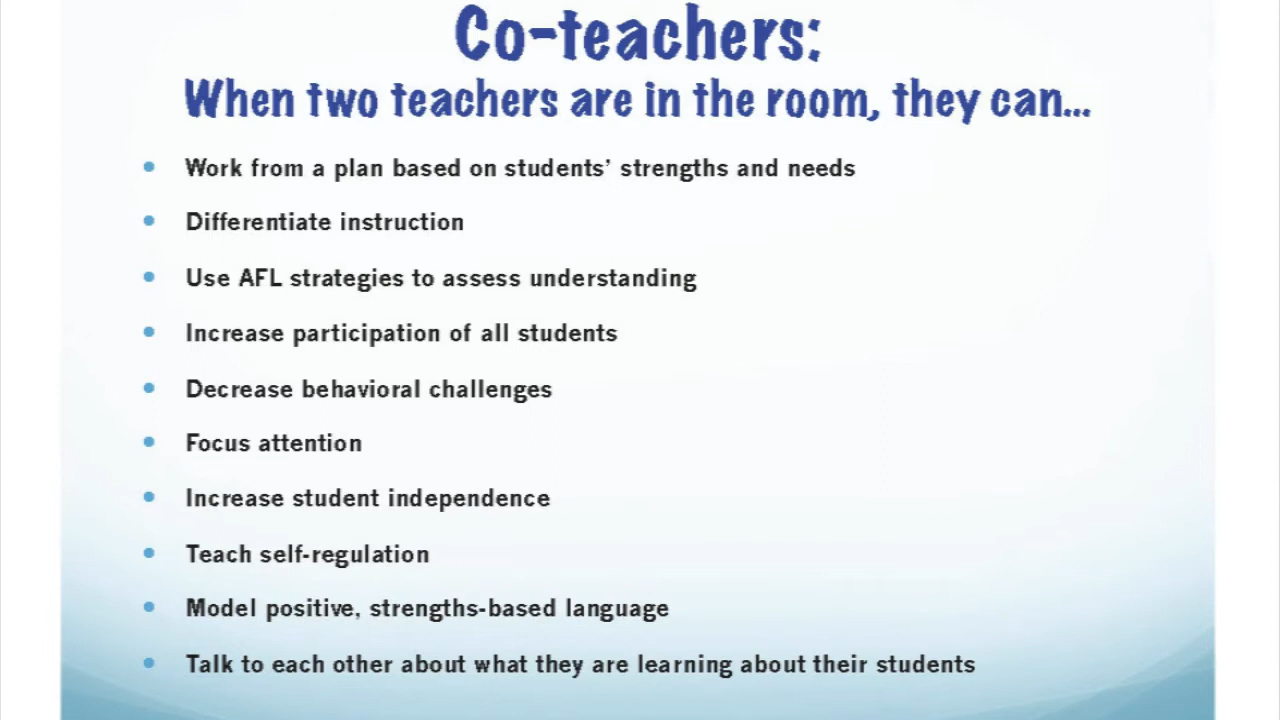 Co-teachers:
When two teachers are in the room, they can...
• Work from a plan based on students’ strengths and needs
• Differentiate instruction
• Use AFL strategies to assess understanding
• Increase participation of all students
• Decrease behavioral challenges
• Focus attention
• Increase student independence
• Teach self-regulation
• Model positive, strengths-based language
• Talk to each other about what they are learning about their students